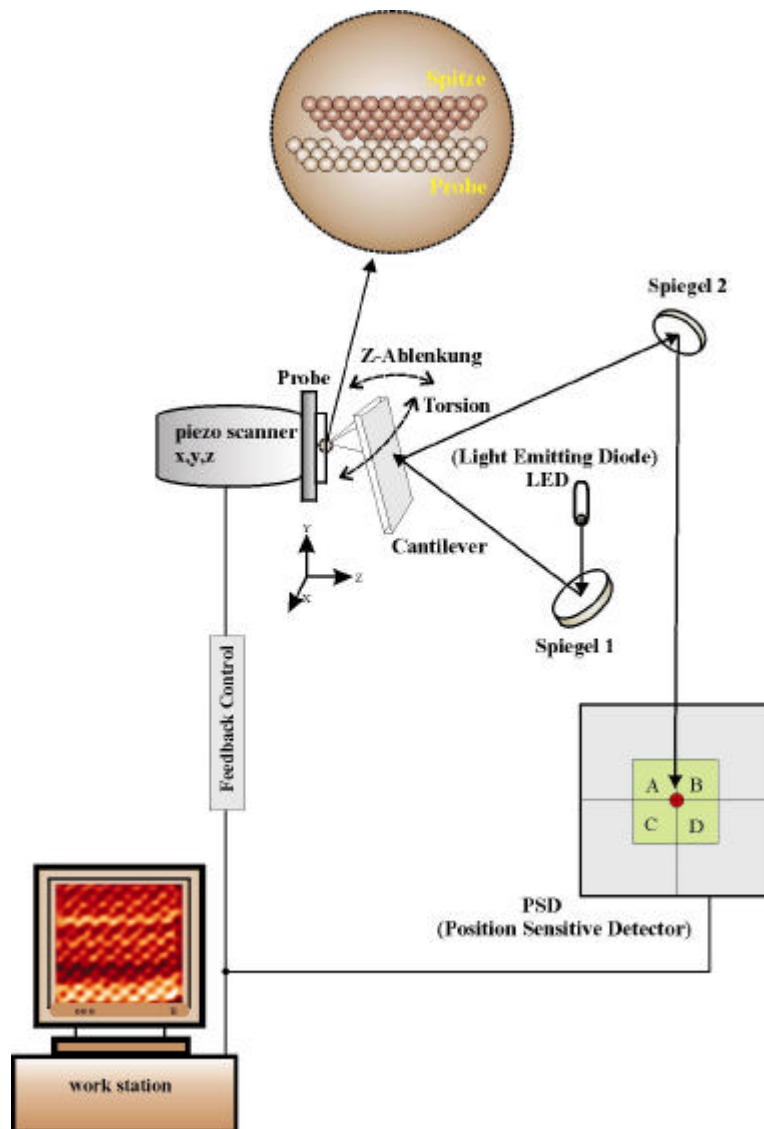 Spitze
Probe
Spiegel 2
Z-Ablenkung
Probe
Torsion
piezo scanner
x,y,z
(Light Emitting Diode)
LED
Cantilever
Y
Z
X
Spiegel 1
Feedback Control
A B
C D
PSD
(Position Sensitive Detector)
work station